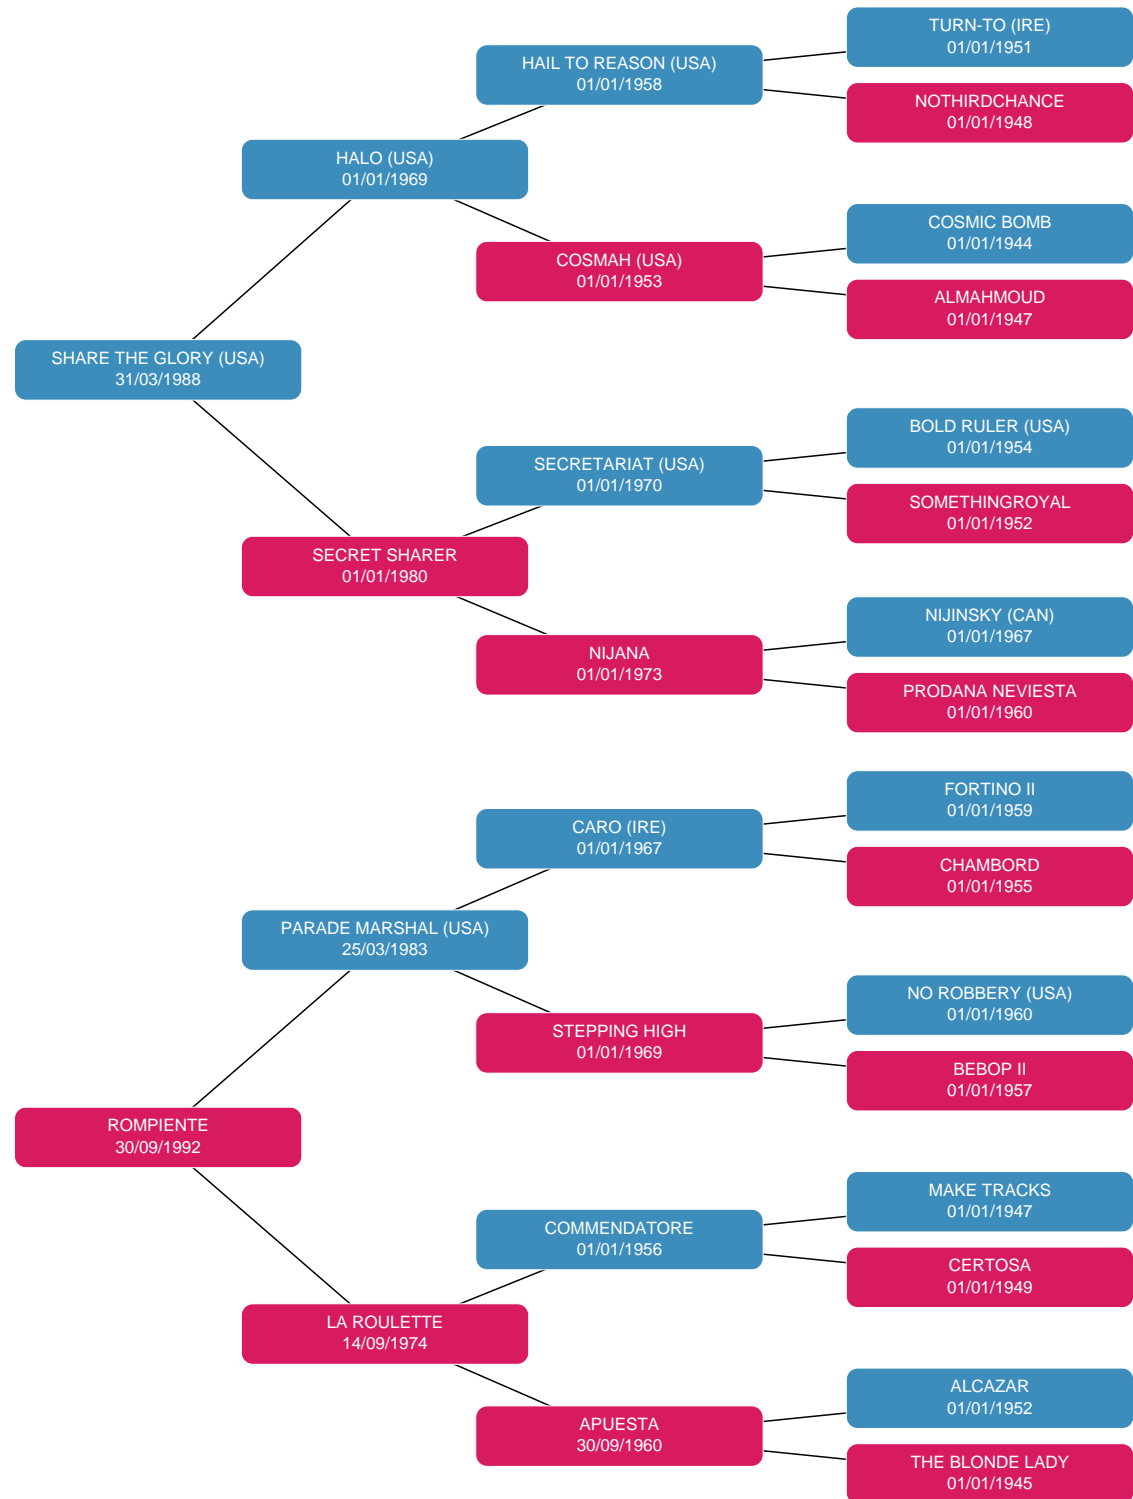 TURN-TO (IRE)
01/01/1951
HAIL TO REASON (USA)
01/01/1958
NOTHIRDCHANCE
01/01/1948
HALO (USA)
01/01/1969
COSMIC BOMB
01/01/1944
COSMAH (USA)
01/01/1953
ALMAHMOUD
01/01/1947
SHARE THE GLORY (USA)
31/03/1988
BOLD RULER (USA)
01/01/1954
SECRETARIAT (USA)
01/01/1970
SOMETHINGROYAL
01/01/1952
SECRET SHARER
01/01/1980
NIJINSKY (CAN)
01/01/1967
NIJANA
01/01/1973
PRODANA NEVIESTA
01/01/1960
FORTINO II
01/01/1959
CARO (IRE)
01/01/1967
CHAMBORD
01/01/1955
PARADE MARSHAL (USA)
25/03/1983
NO ROBBERY (USA)
01/01/1960
STEPPING HIGH
01/01/1969
BEBOP II
01/01/1957
ROMPIENTE
30/09/1992
MAKE TRACKS
01/01/1947
COMMENDATORE
01/01/1956
CERTOSA
01/01/1949
LA ROULETTE
14/09/1974
ALCAZAR
01/01/1952
APUESTA
30/09/1960
THE BLONDE LADY
01/01/1945